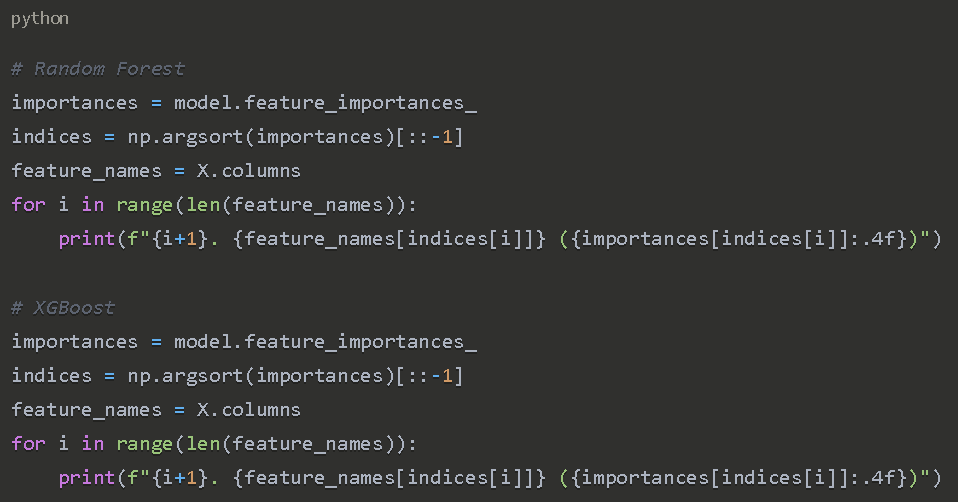 python
# Random Forest
importances = model.feature_importances_
indices = np.argsort(importances)[::-1]
feature_names = X.columns
for i in range(len(feature_names)):
    print(f"{i+1}. {feature_names[indices[i]]} ({importances[indices[i]]:.4f})")
# XGBoost
importances = model.feature_importances_
indices = np.argsort(importances)[::-1]
feature_names = X.columns
for i in range(len(feature_names)):
    print(f"{i+1}. {feature_names[indices[i]]} ({importances[indices[i]]:.4f})")